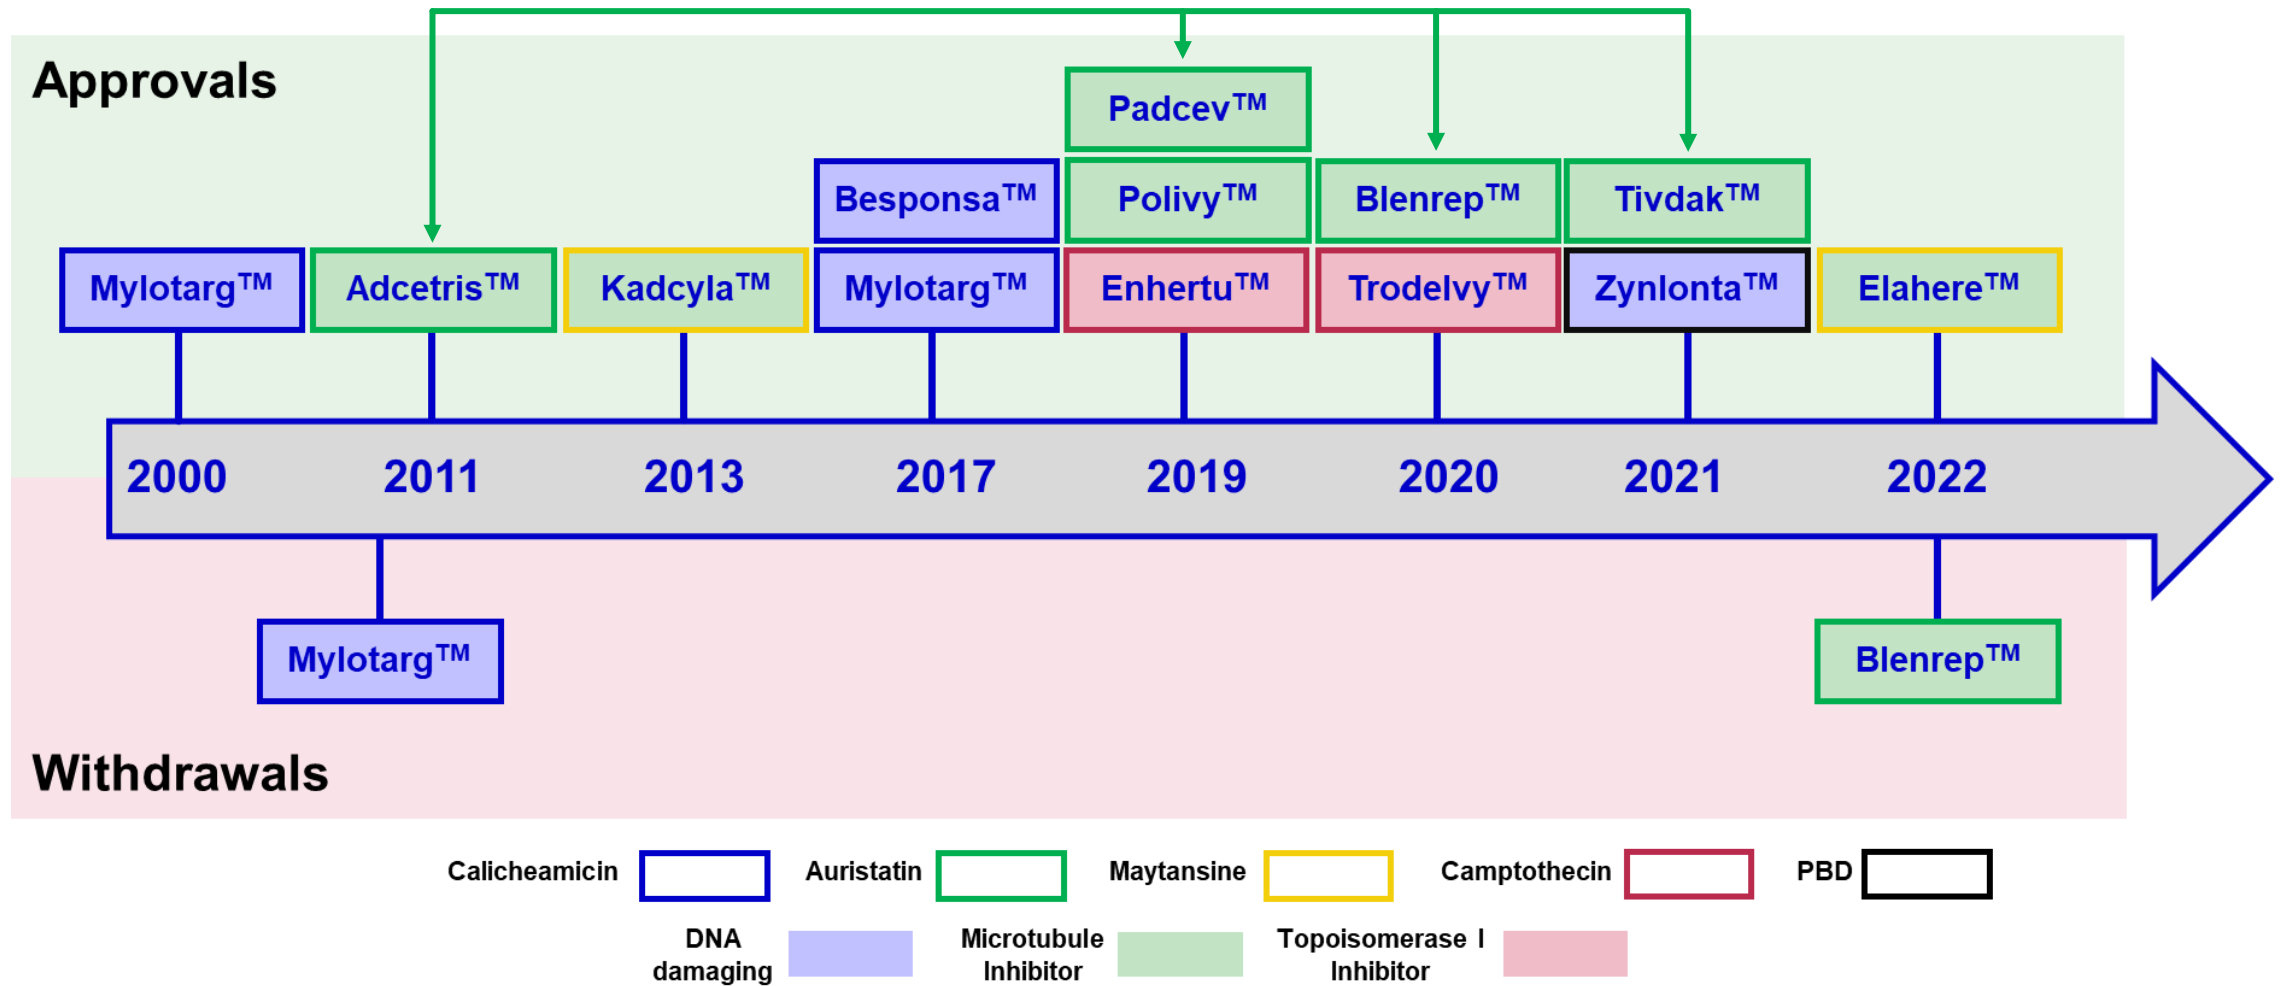 Approvals
Padcev™
Besponsa™ Polivy™ Blenrep™ Tivdak™
Mylotarg™ Adcetris™ Kadcyla™ Mylotarg™ Enhertu™ Trodelvy™ Zynlonta™ Elahere™
2000 2011 2013 2017 2019 2020 2021 2022
Mylotarg™ Blenrep™
Withdrawals
Calicheamicin Auristatin Maytansine Camptothecin PBD
DNA damaging
Microtubule Inhibitor
Topoisomerase I Inhibitor